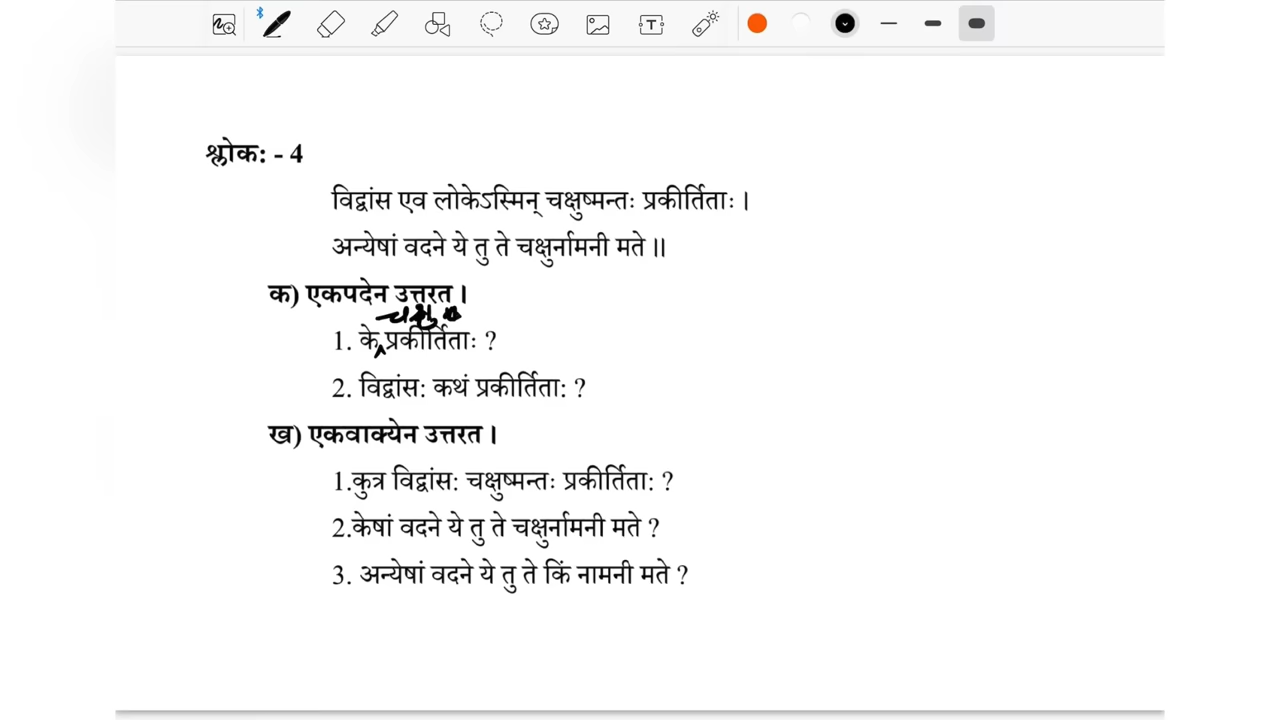 श्लोक: - 4
विद्वांस एव लोकेऽस्मिन् चक्षुष्मन्तः प्रकीर्तिताः ।
अन्येषां वदने ये तु ते चक्षुर्नामनी मते ॥
क) एकपदेन उत्तरत ।
चक्षु
1. के प्रकीर्तिताः ?
2. विद्वांस: कथं प्रकीर्तिता: ?
ख) एकवाक्येन उत्तरत ।
1.कुत्र विद्वांस: चक्षुष्मन्तः प्रकीर्तिता: ?
2.केषां वदने ये तु ते चक्षुर्नामनी मते ?
3. अन्येषां वदने ये तु ते किं नामनी मते ?